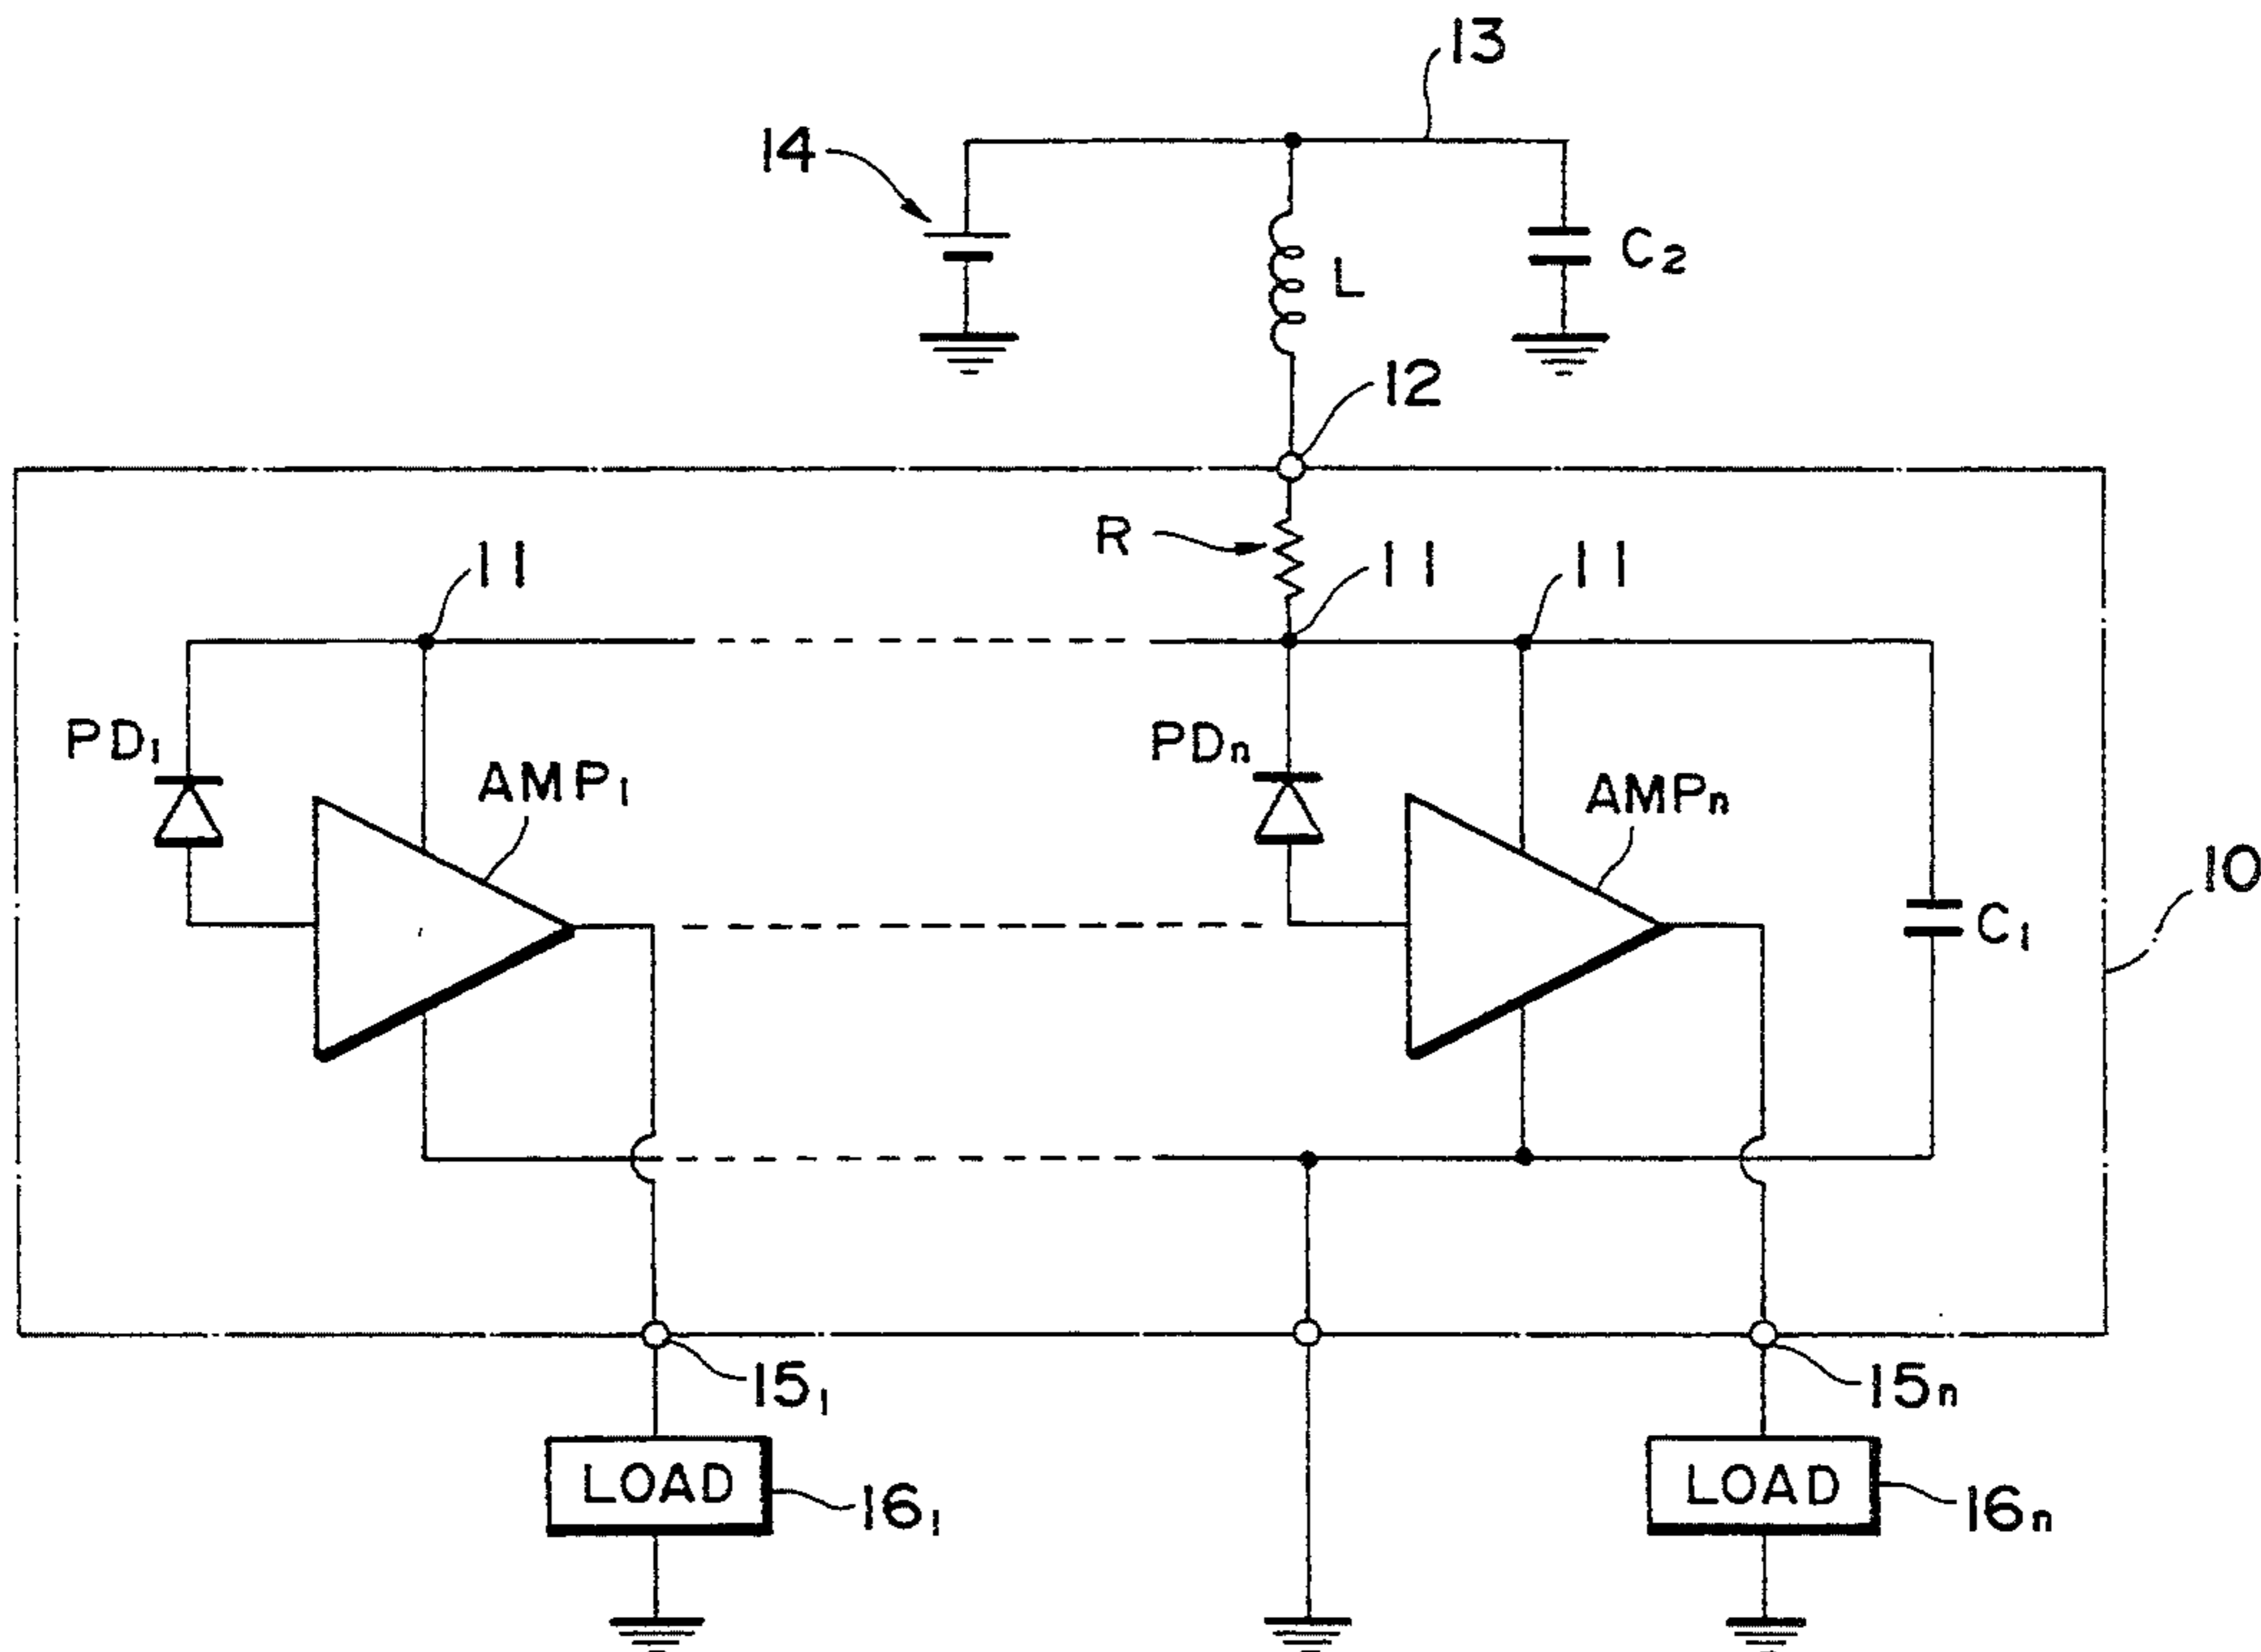 13
14
L
C₂
12
R
11
11
11
PD₁
AMP₁
PDₙ
AMPₙ
10
C₁
15₁
15ₙ
LOAD
16₁
LOAD
16ₙ